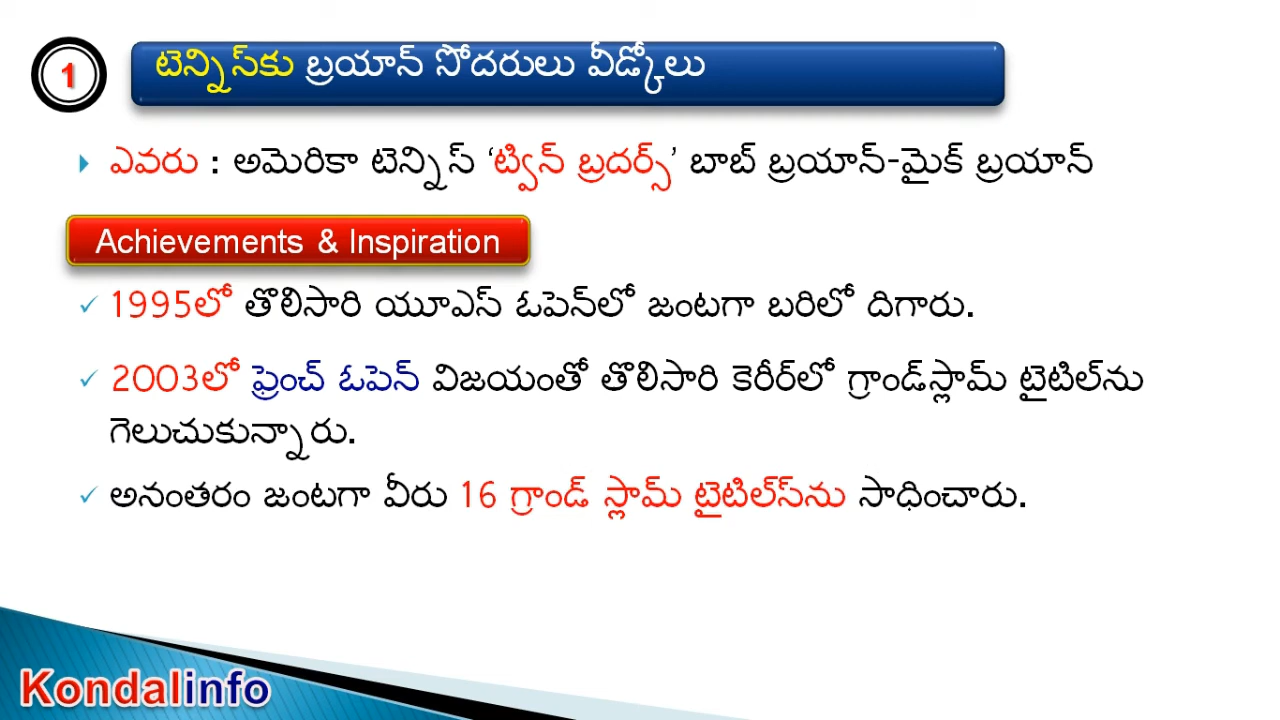 1
టెన్నిస్‌కు బ్రయాన్ సోదరులు వీడ్కోలు
ఎవరు : అమెరికా టెన్నిస్ ‘ట్విన్ బ్రదర్స్’ బాబ్ బ్రయాన్-మైక్ బ్రయాన్
Achievements & Inspiration
1995లో తొలిసారి యూఎస్ ఓపెన్‌లో జంటగా బరిలో దిగారు.
2003లో ఫ్రెంచ్ ఓపెన్ విజయంతో తొలిసారి కెరీర్‌లో గ్రాండ్‌స్లామ్ టైటిల్‌ను
గెలుచుకున్నారు.
అనంతరం జంటగా వీరు 16 గ్రాండ్ స్లామ్ టైటిల్స్‌ను సాధించారు.
Kondalinfo